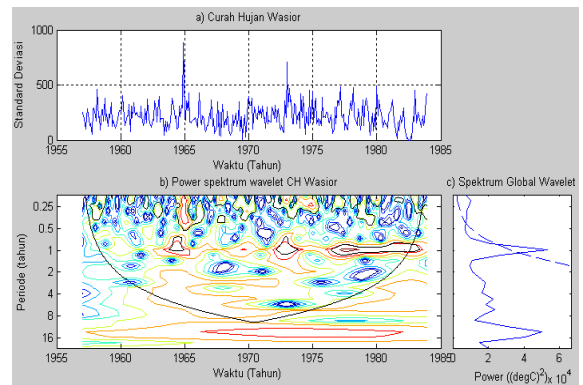 a) Curah Hujan Wasior
Standard Deviasi
1000
500
0
1955 1960 1965 1970 1975 1980 1985
Waktu (Tahun)
b) Power spektrum wavelet CH Wasior
Periode (tahun)
0.25
0.5
1
2
4
8
16
1955 1960 1965 1970 1975 1980
Waktu (Tahun)
c) Spektrum Global Wavelet
0 2 4 6
Power ((degC)²) x 10⁴